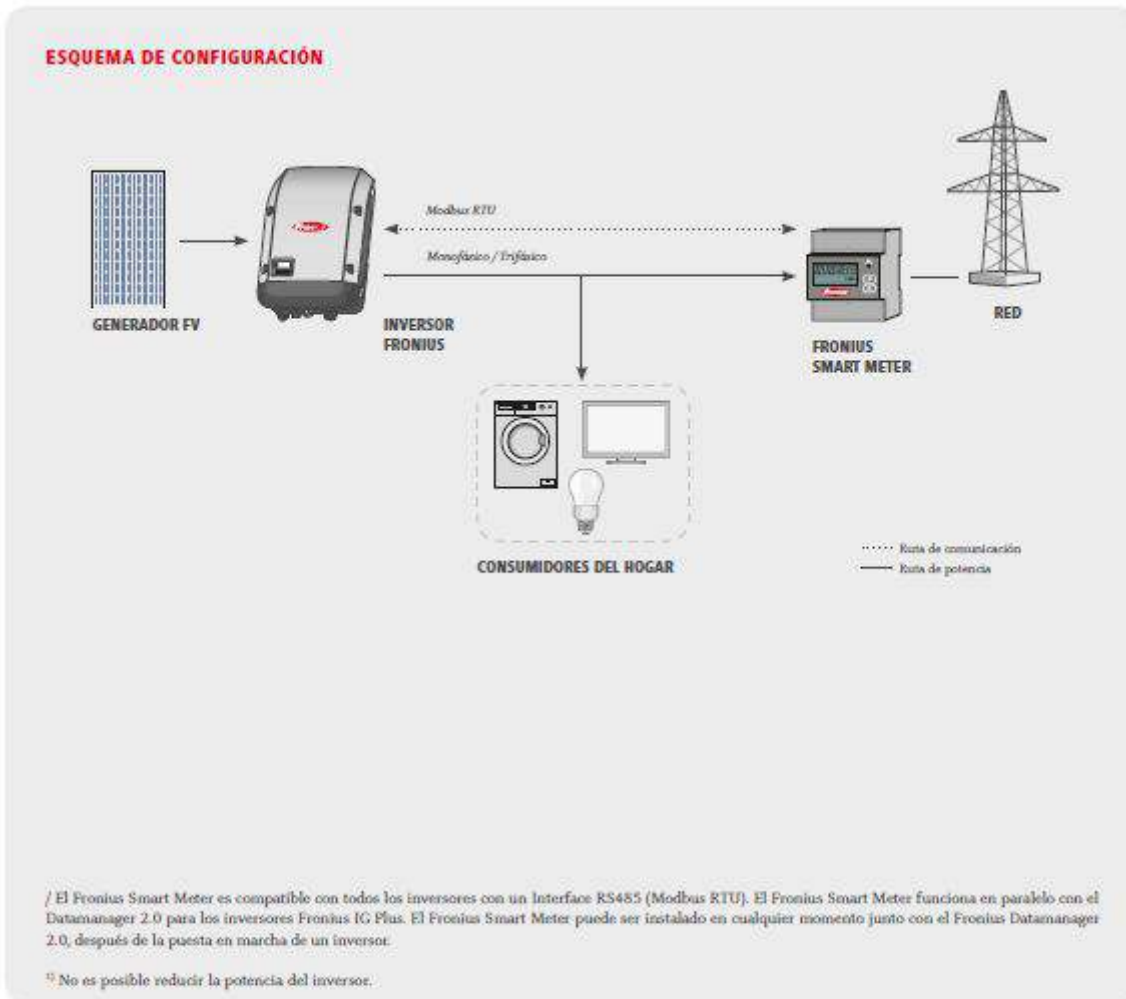 ESQUEMA DE CONFIGURACIÓN
Modbus RTU
Monofásico / Trifásico
GENERADOR FV
INVERSOR
FRONIUS
FRONIUS
SMART METER
RED
CONSUMIDORES DEL HOGAR
Ruta de comunicación
Ruta de potencia
/ El Fronius Smart Meter es compatible con todos los inversores con un Interface RS485 (Modbus RTU). El Fronius Smart Meter funciona en paralelo con el
Datamanager 2.0 para los inversores Fronius IG Plus. El Fronius Smart Meter puede ser instalado en cualquier momento junto con el Fronius Datamanager
2.0, después de la puesta en marcha de un inversor.
¹⁾ No es posible reducir la potencia del inversor.